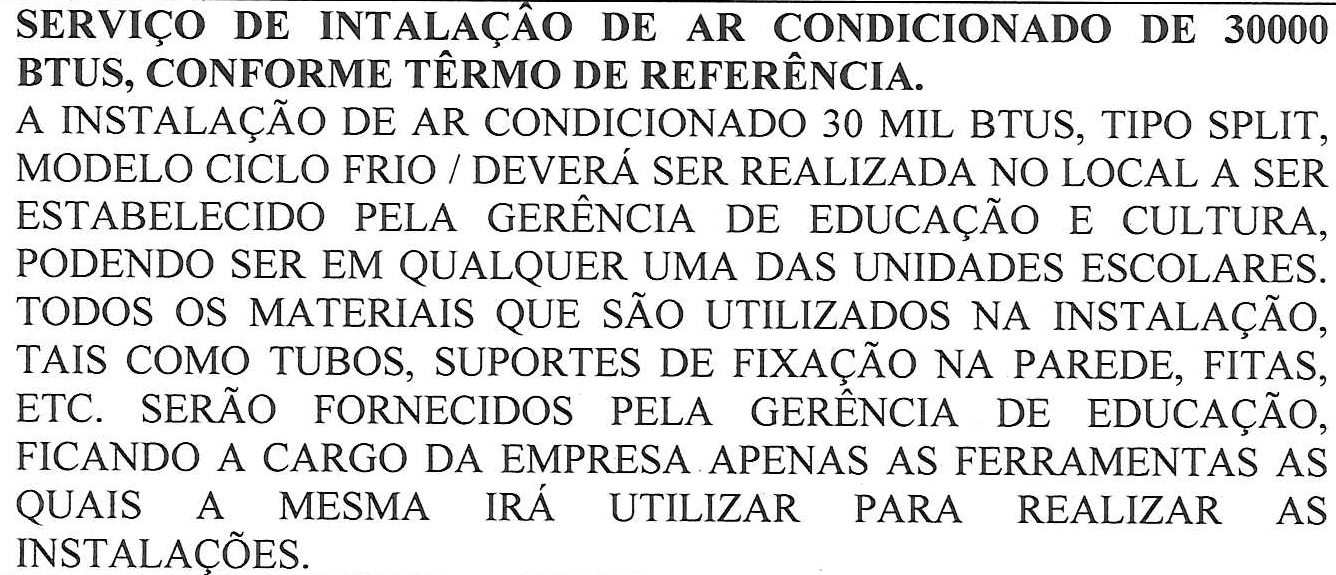 SERVIÇO DE INTALAÇÃO DE AR CONDICIONADO DE 30000
BTUS, CONFORME TÊRMO DE REFERÊNCIA.
A INSTALAÇÃO DE AR CONDICIONADO 30 MIL BTUS, TIPO SPLIT,
MODELO CICLO FRIO / DEVERÁ SER REALIZADA NO LOCAL A SER
ESTABELECIDO PELA GERÊNCIA DE EDUCAÇÃO E CULTURA,
PODENDO SER EM QUALQUER UMA DAS UNIDADES ESCOLARES.
TODOS OS MATERIAIS QUE SÃO UTILIZADOS NA INSTALAÇÃO,
TAIS COMO TUBOS, SUPORTES DE FIXAÇÃO NA PAREDE, FITAS,
ETC. SERÃO FORNECIDOS PELA GERÊNCIA DE EDUCAÇÃO,
FICANDO A CARGO DA EMPRESA APENAS AS FERRAMENTAS AS
QUAIS A MESMA IRÁ UTILIZAR PARA REALIZAR AS
INSTALAÇÕES.